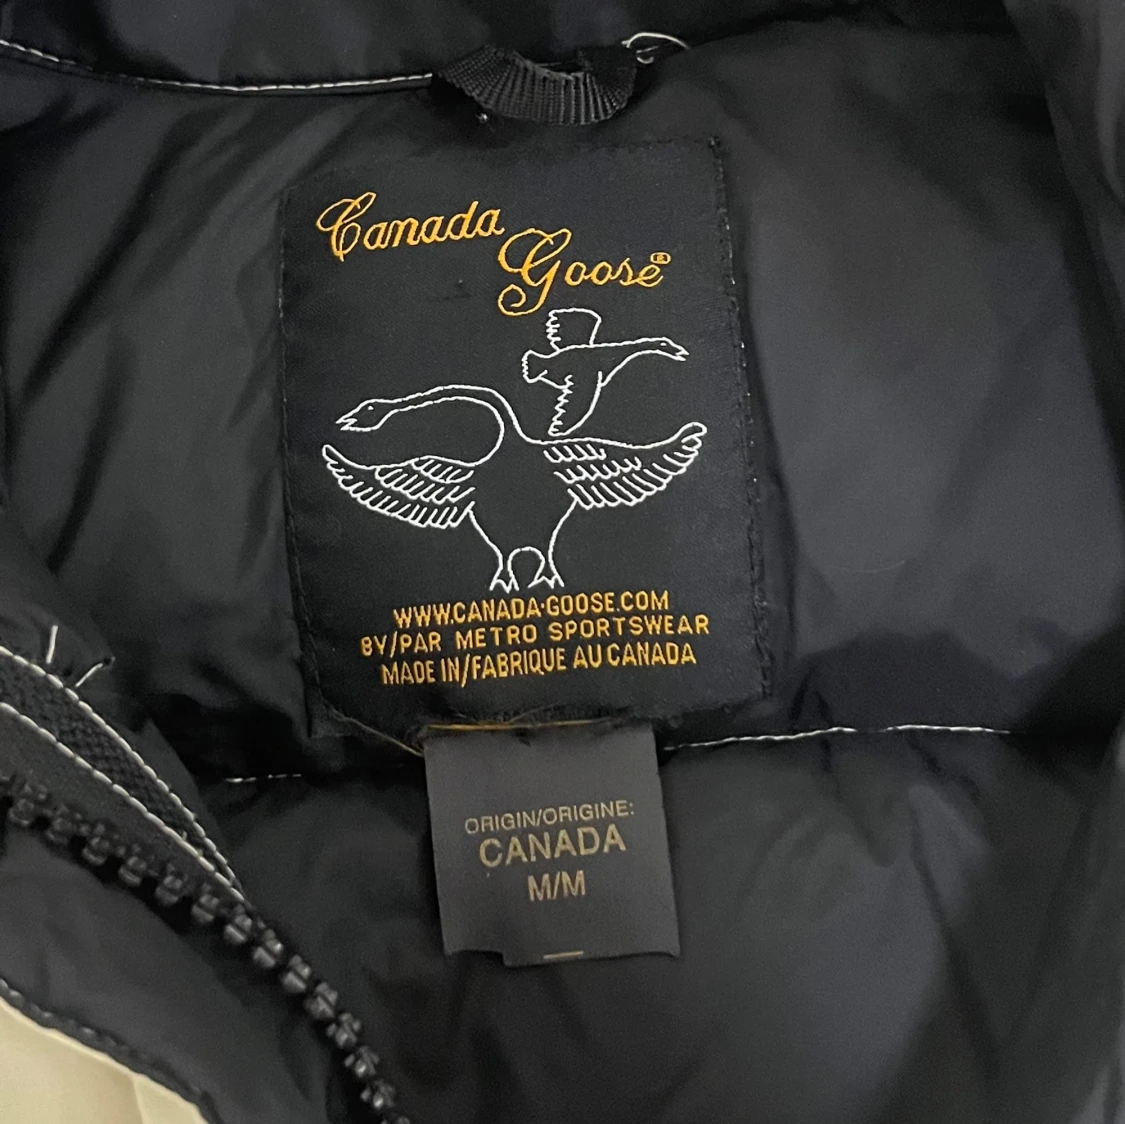 Canada
Goose®
WWW.CANADA-GOOSE.COM
BY/PAR METRO SPORTSWEAR
MADE IN/FABRIQUE AU CANADA
ORIGIN/ORIGINE:
CANADA
M/M